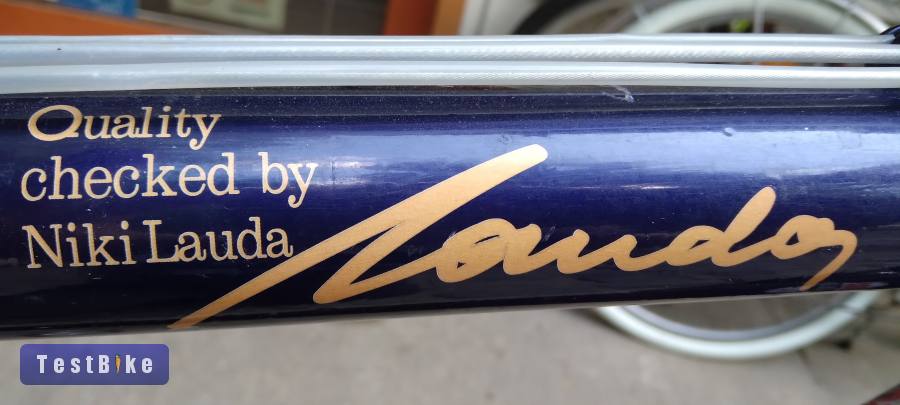 Quality
checked by
Niki Lauda
Lauda
TestBike